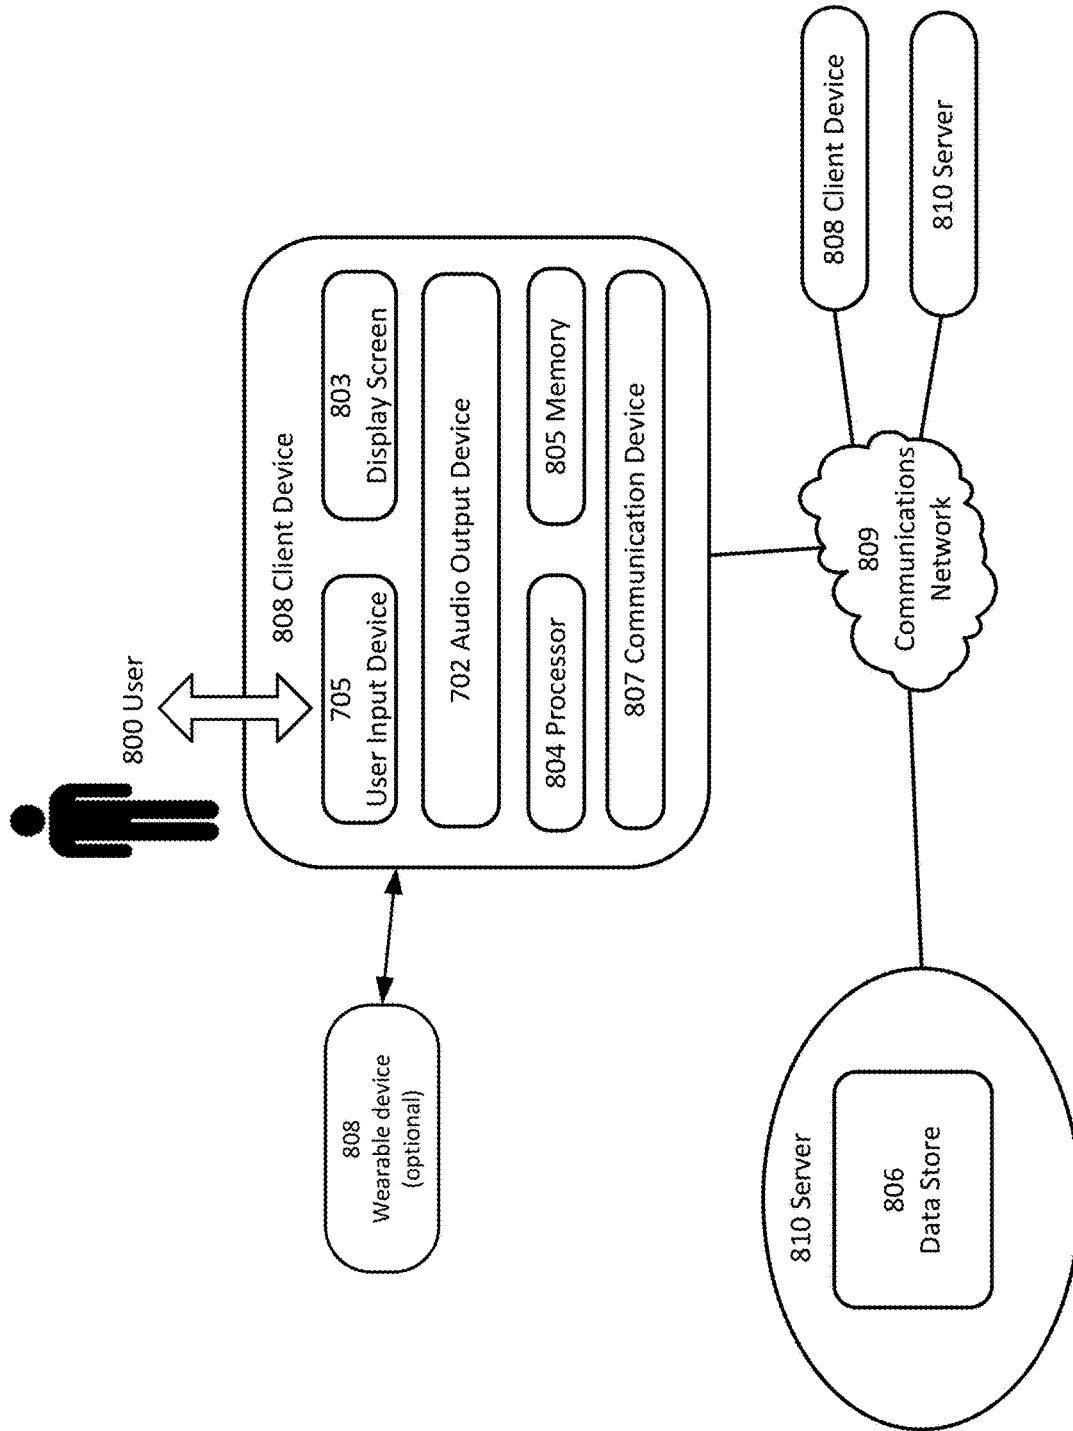 800 User
808 Client Device
705
User Input Device
803
Display Screen
702 Audio Output Device
804 Processor
805 Memory
807 Communication Device
808
Wearable device
(optional)
809
Communications
Network
808 Client Device
810 Server
810 Server
806
Data Store